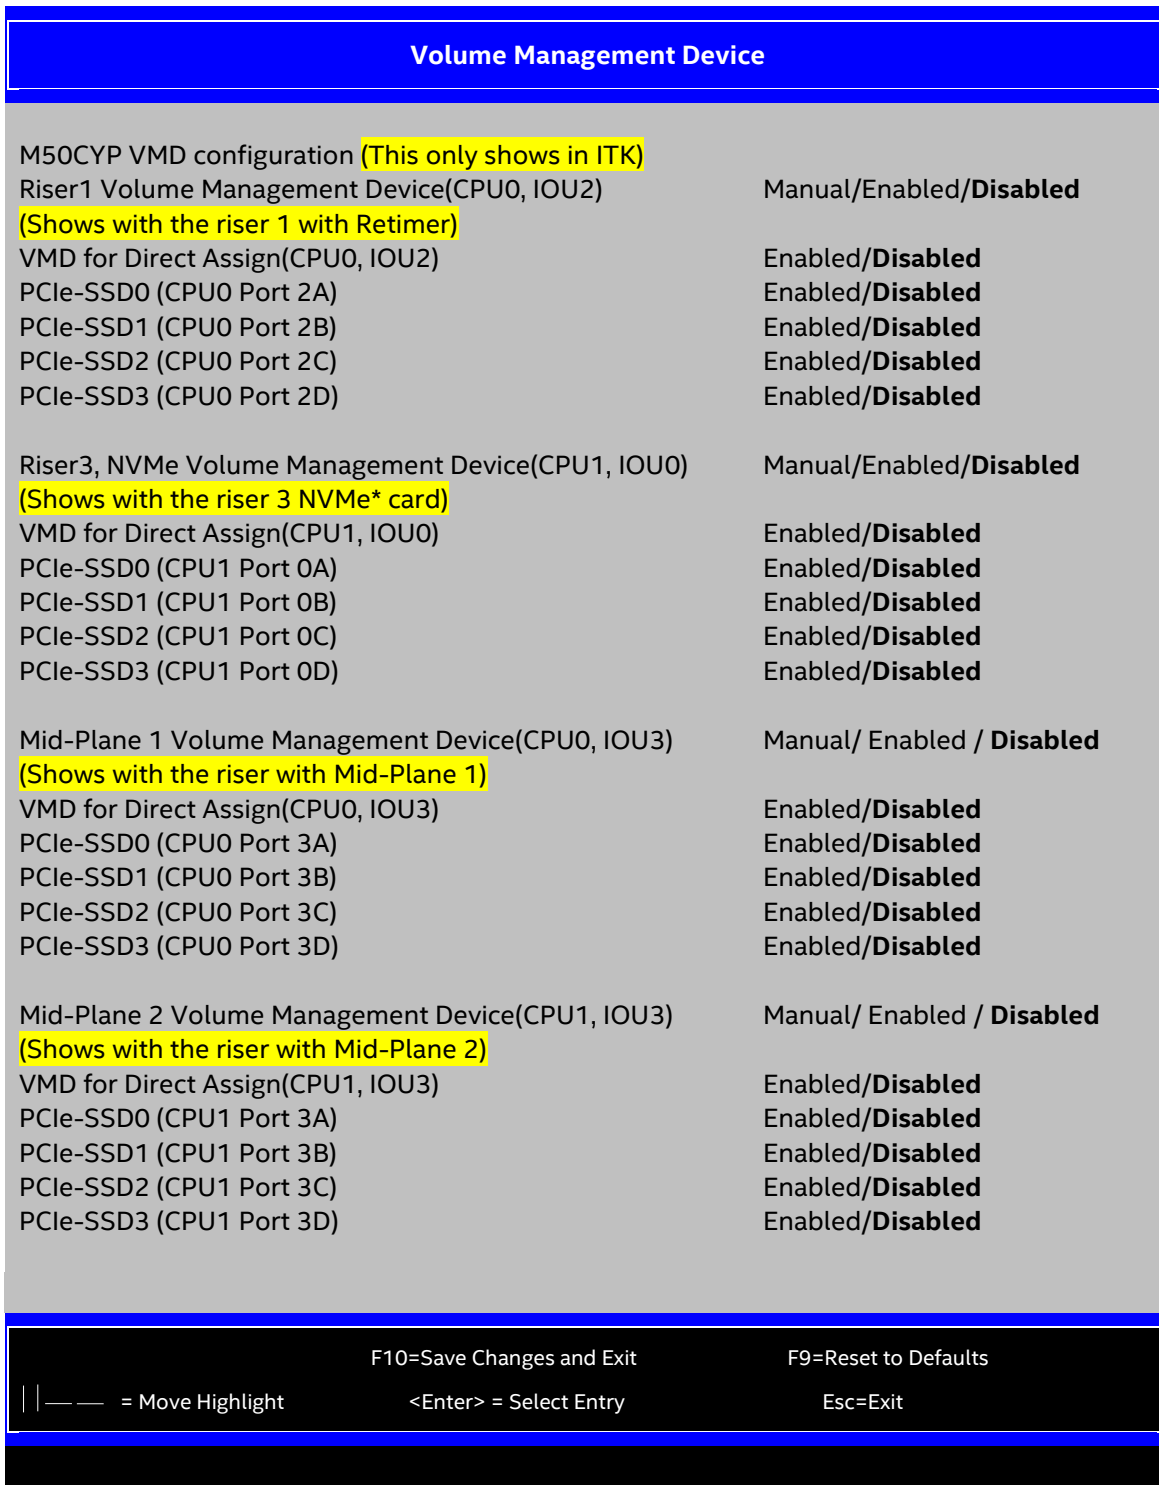 Volume Management Device
M50CYP VMD configuration (This only shows in ITK)
Riser1 Volume Management Device(CPU0, IOU2) Manual/Enabled/Disabled
(Shows with the riser 1 with Retimer)
VMD for Direct Assign(CPU0, IOU2) Enabled/Disabled
PCIe-SSD0 (CPU0 Port 2A) Enabled/Disabled
PCIe-SSD1 (CPU0 Port 2B) Enabled/Disabled
PCIe-SSD2 (CPU0 Port 2C) Enabled/Disabled
PCIe-SSD3 (CPU0 Port 2D) Enabled/Disabled
Riser3, NVMe Volume Management Device(CPU1, IOU0) Manual/Enabled/Disabled
(Shows with the riser 3 NVMe* card)
VMD for Direct Assign(CPU1, IOU0) Enabled/Disabled
PCIe-SSD0 (CPU1 Port 0A) Enabled/Disabled
PCIe-SSD1 (CPU1 Port 0B) Enabled/Disabled
PCIe-SSD2 (CPU1 Port 0C) Enabled/Disabled
PCIe-SSD3 (CPU1 Port 0D) Enabled/Disabled
Mid-Plane 1 Volume Management Device(CPU0, IOU3) Manual/ Enabled / Disabled
(Shows with the riser with Mid-Plane 1)
VMD for Direct Assign(CPU0, IOU3) Enabled/Disabled
PCIe-SSD0 (CPU0 Port 3A) Enabled/Disabled
PCIe-SSD1 (CPU0 Port 3B) Enabled/Disabled
PCIe-SSD2 (CPU0 Port 3C) Enabled/Disabled
PCIe-SSD3 (CPU0 Port 3D) Enabled/Disabled
Mid-Plane 2 Volume Management Device(CPU1, IOU3) Manual/ Enabled / Disabled
(Shows with the riser with Mid-Plane 2)
VMD for Direct Assign(CPU1, IOU3) Enabled/Disabled
PCIe-SSD0 (CPU1 Port 3A) Enabled/Disabled
PCIe-SSD1 (CPU1 Port 3B) Enabled/Disabled
PCIe-SSD2 (CPU1 Port 3C) Enabled/Disabled
PCIe-SSD3 (CPU1 Port 3D) Enabled/Disabled
F10=Save Changes and Exit F9=Reset to Defaults
= Move Highlight <Enter> = Select Entry Esc=Exit